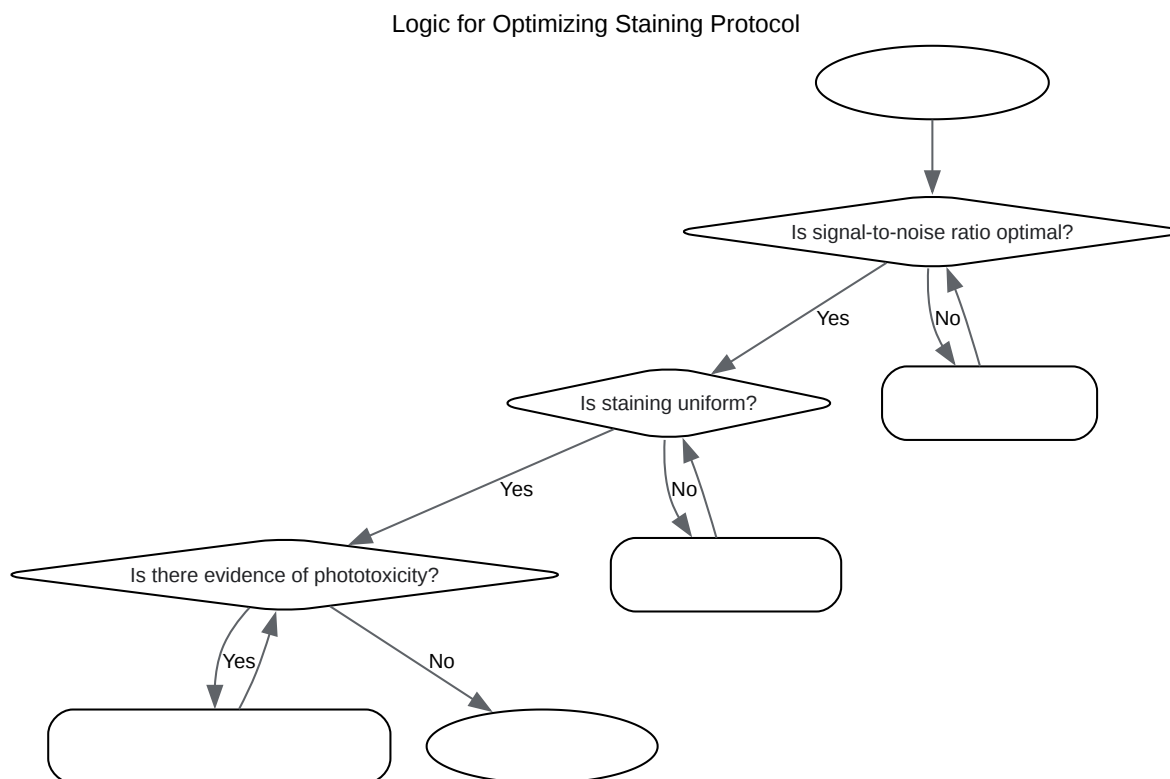 Logic for Optimizing Staining Protocol
Is signal-to-noise ratio optimal?
Yes
No
Is staining uniform?
Yes
No
Is there evidence of phototoxicity?
Yes
No